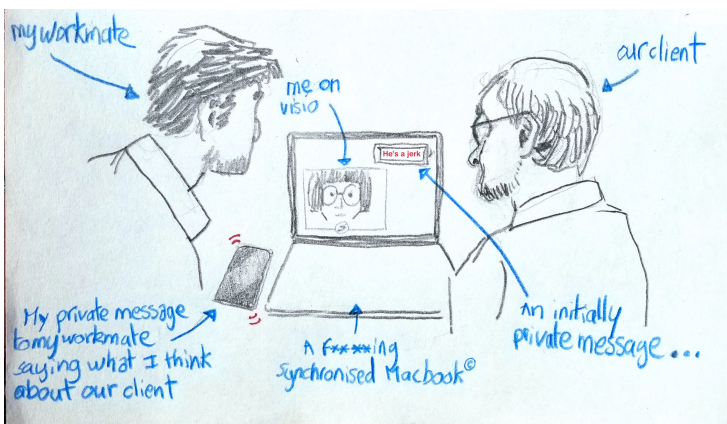 my workmate
our client
me on
visio
He's a jerk
My private message
to my workmate
saying what I think
about our client
A f****ing
synchronised Macbook©
An initially
private message...